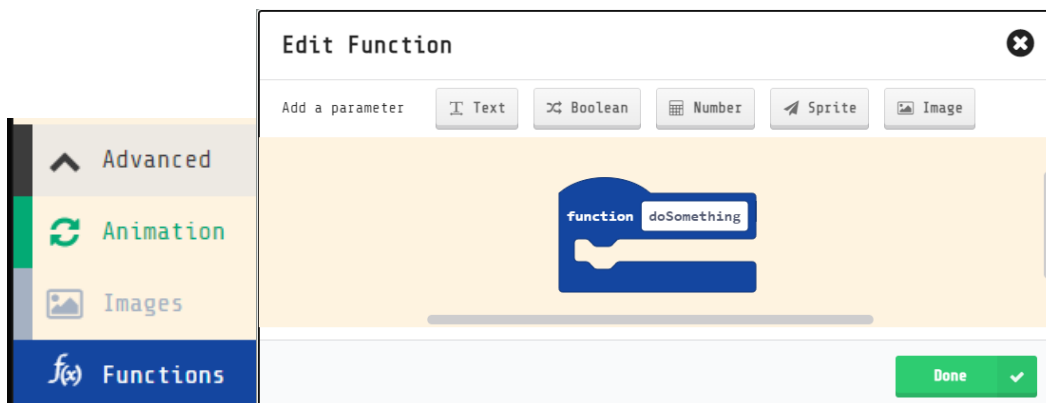 Edit Function
Add a parameter Text Boolean Number Sprite Image
function doSomething
Done
Advanced
Animation
Images
f(x) Functions